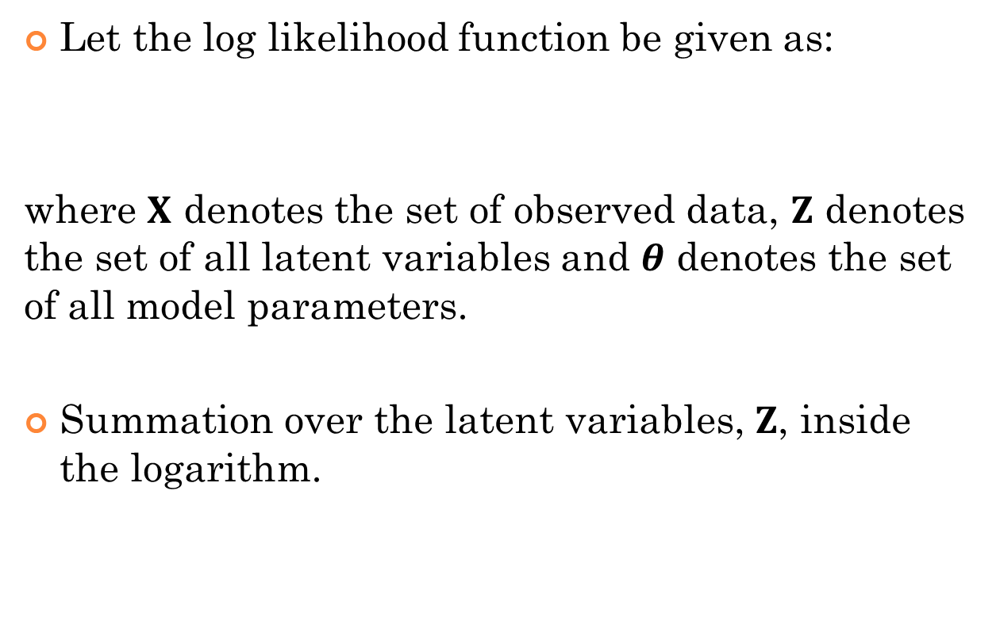 Let the log likelihood function be given as:
where X denotes the set of observed data, Z denotes
the set of all latent variables and θ denotes the set
of all model parameters.
Summation over the latent variables, Z, inside
the logarithm.